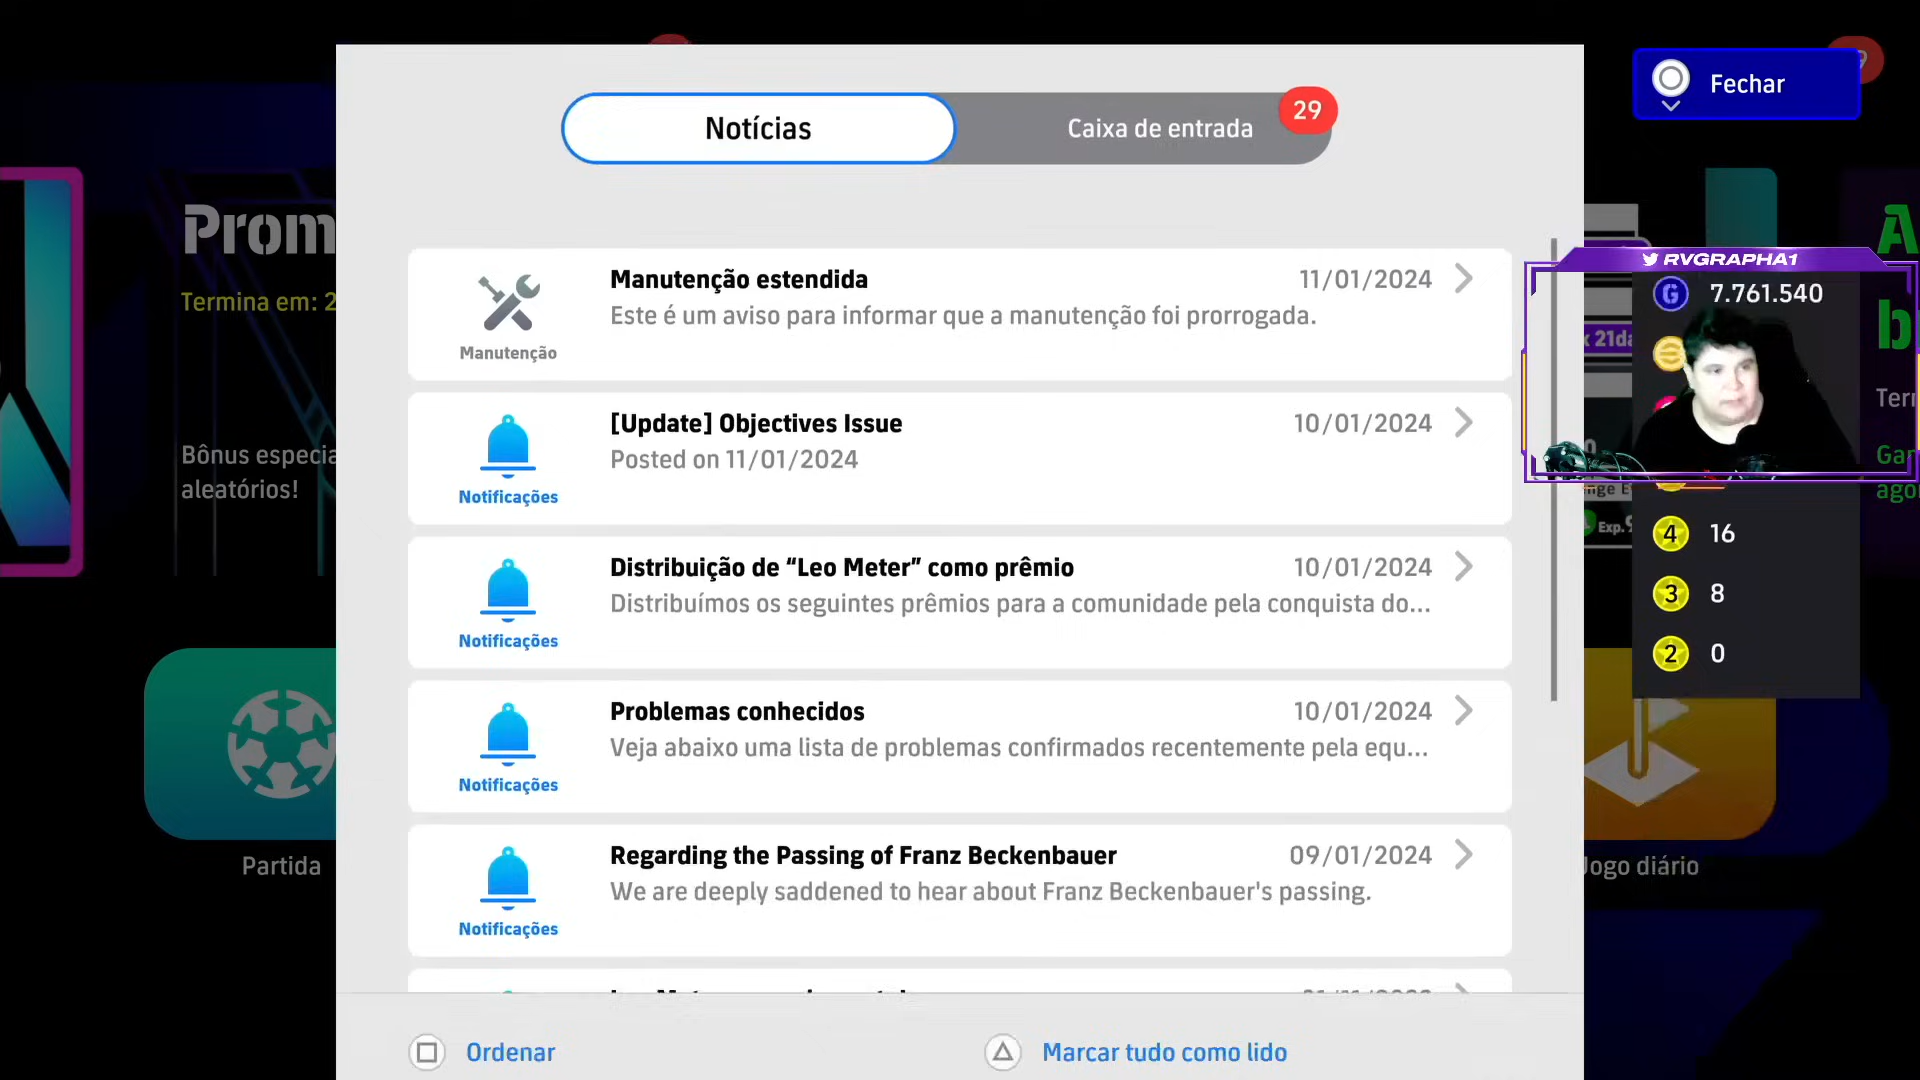 Notícias
Caixa de entrada
29
Fechar
Prom
Termina em: 2
Bônus especia
aleatórios!
Manutenção estendida
11/01/2024
Este é um aviso para informar que a manutenção foi prorrogada.
Manutenção
[Update] Objectives Issue
10/01/2024
Posted on 11/01/2024
Notificações
Distribuição de “Leo Meter” como prêmio
10/01/2024
Distribuímos os seguintes prêmios para a comunidade pela conquista do...
Notificações
Problemas conhecidos
10/01/2024
Veja abaixo uma lista de problemas confirmados recentemente pela equ...
Notificações
Regarding the Passing of Franz Beckenbauer
09/01/2024
We are deeply saddened to hear about Franz Beckenbauer's passing.
Notificações
RVGRAPHA1
G 7.761.540
x 21da
Exp.
4 16
3 8
2 0
A
b
Ter
Gar
agor
Partida
Jogo diário
Ordenar
Marcar tudo como lido